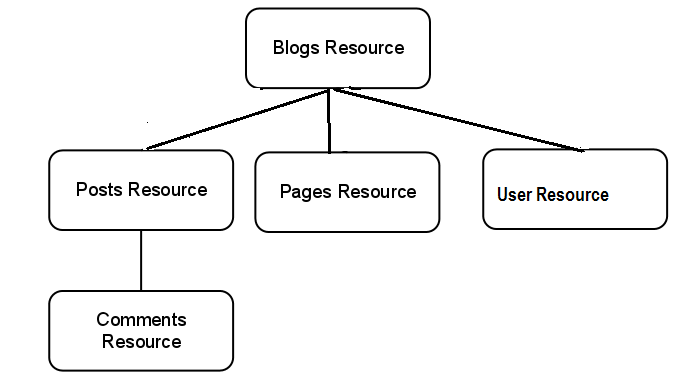 Blogs Resource
Posts Resource
Pages Resource
User Resource
Comments
Resource